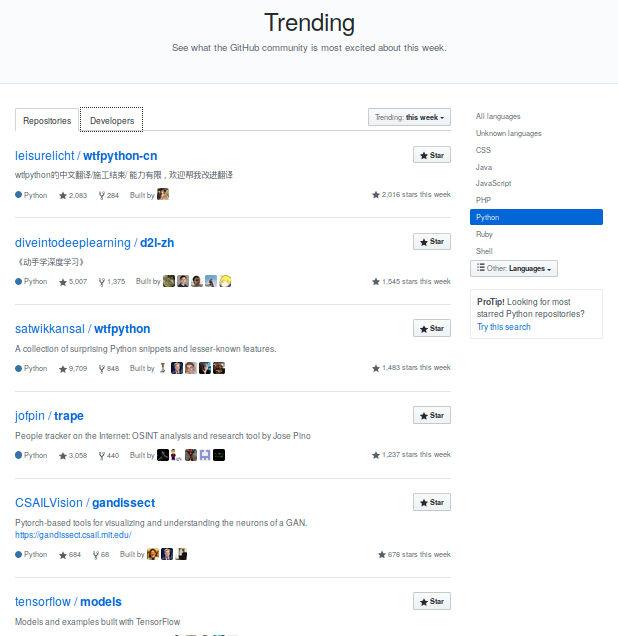 Trending
See what the GitHub community is most excited about this week.
Repositories
Developers
Trending: this week
leisurelicht / wtfpython-cn
Star
wtfpython的中文翻译/施工结束/ 能力有限，欢迎帮我改进翻译
Python 2,083 284 Built by
2,016 stars this week
diveintodeeplearning / d2l-zh
Star
《动手学深度学习》
Python 5,007 1,375 Built by
1,545 stars this week
satwikkansal / wtfpython
Star
A collection of surprising Python snippets and lesser-known features.
Python 9,709 848 Built by
1,483 stars this week
jofpin / trape
Star
People tracker on the Internet: OSINT analysis and research tool by Jose Pino
Python 3,058 440 Built by
1,237 stars this week
CSAILVision / gandissect
Star
Pytorch-based tools for visualizing and understanding the neurons of a GAN.
https://gandissect.csail.mit.edu/
Python 684 68 Built by
678 stars this week
tensorflow / models
Star
Models and examples built with TensorFlow
All languages
Unknown languages
CSS
Java
JavaScript
PHP
Python
Ruby
Shell
Other: Languages
ProTip! Looking for most
starred Python repositories?
Try this search